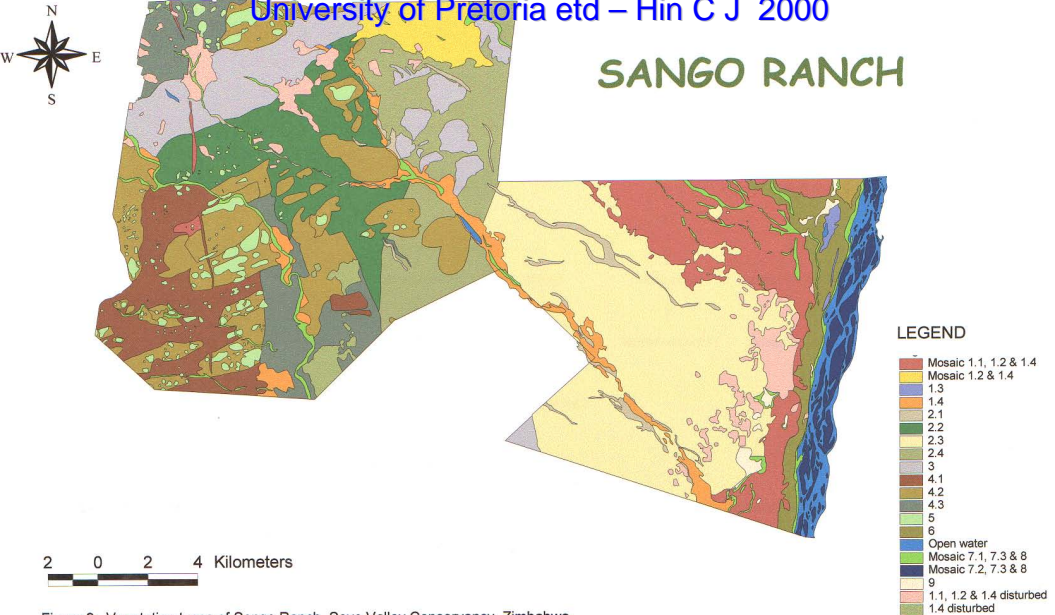 University of Pretoria etd – Hin C J 2000
N
W E
S
SANGO RANCH
LEGEND
Mosaic 1.1, 1.2 & 1.4
Mosaic 1.2 & 1.4
1.3
1.4
2.1
2.2
2.3
2.4
3
4.1
4.2
4.3
5
6
Open water
Mosaic 7.1, 7.3 & 8
Mosaic 7.2, 7.3 & 8
9
1.1, 1.2 & 1.4 disturbed
1.4 disturbed
2 0 2 4 Kilometers